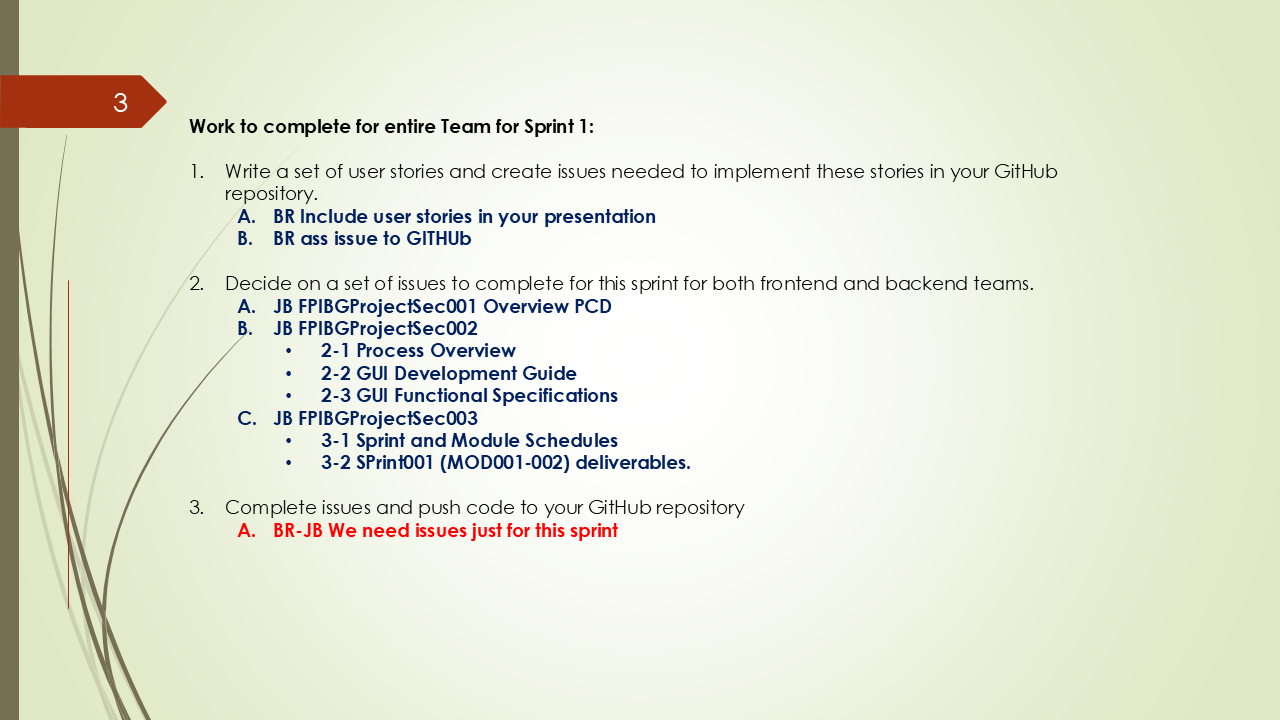 3
Work to complete for entire Team for Sprint 1:
1. Write a set of user stories and create issues needed to implement these stories in your GitHub
repository.
A. BR Include user stories in your presentation
B. BR ass issue to GITHUb
2. Decide on a set of issues to complete for this sprint for both frontend and backend teams.
A. JB FPIBGProjectSec001 Overview PCD
B. JB FPIBGProjectSec002
• 2-1 Process Overview
• 2-2 GUI Development Guide
• 2-3 GUI Functional Specifications
C. JB FPIBGProjectSec003
• 3-1 Sprint and Module Schedules
• 3-2 SPrint001 (MOD001-002) deliverables.
3. Complete issues and push code to your GitHub repository
A. BR-JB We need issues just for this sprint